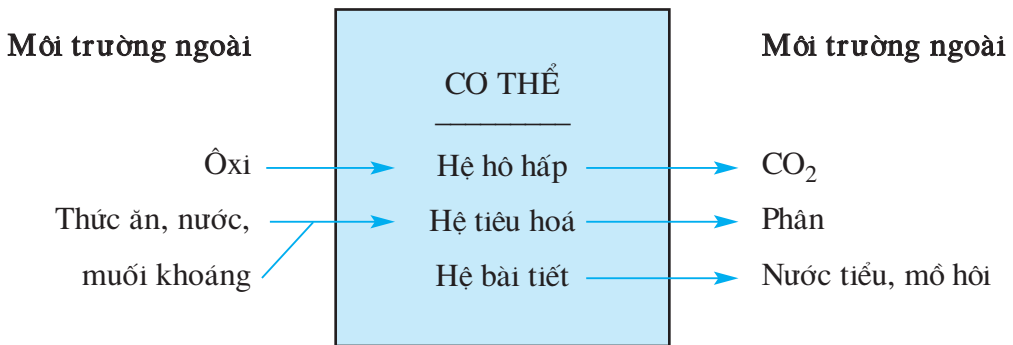 Môi trường ngoài
Môi trường ngoài
CƠ THỂ
Ôxi
Hệ hô hấp
CO₂
Thức ăn, nước,
Hệ tiêu hoá
Phân
muối khoáng
Hệ bài tiết
Nước tiểu, mồ hôi